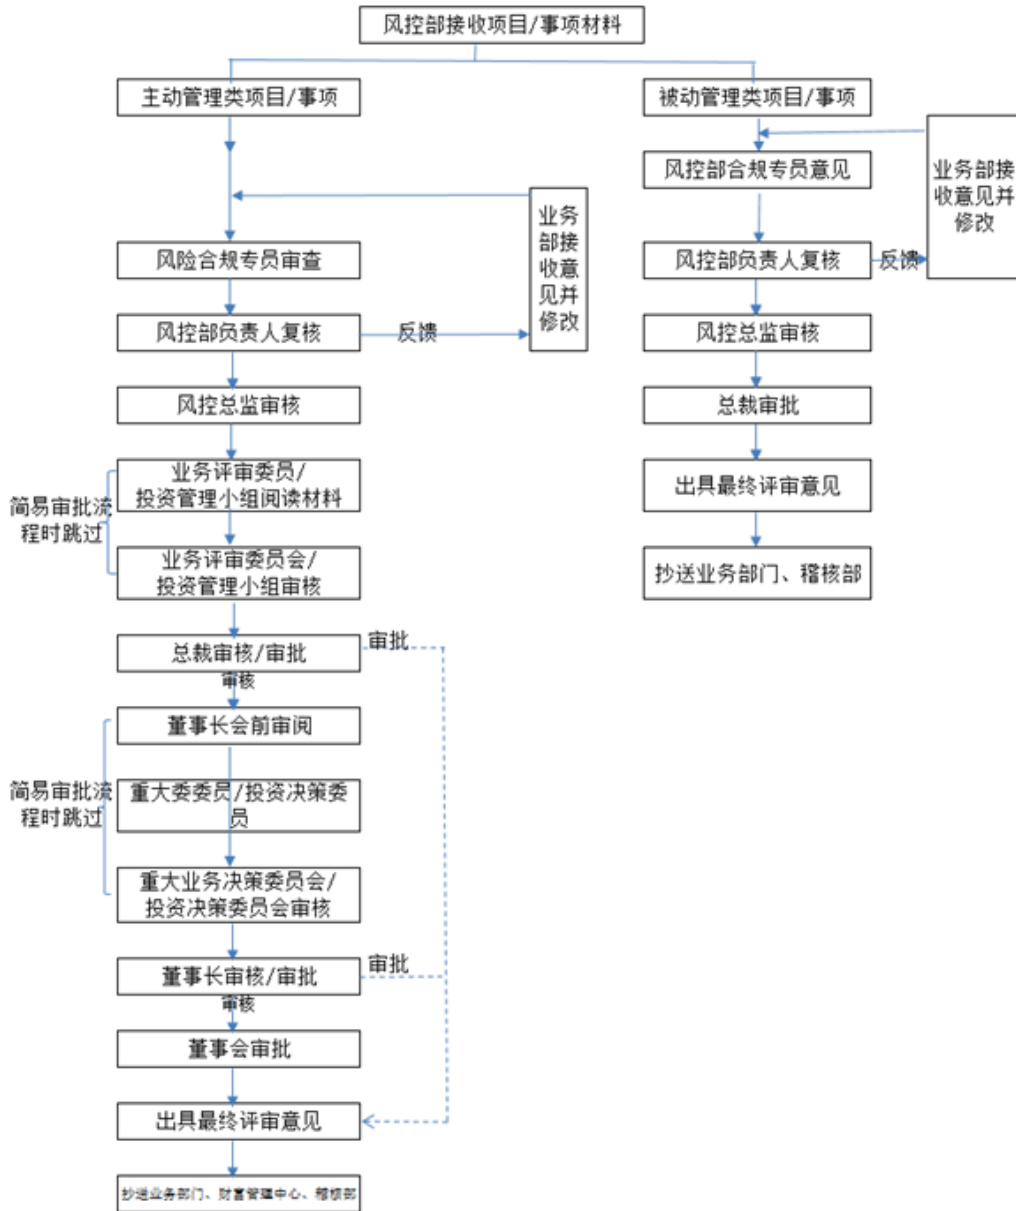 风控部接收项目/事项材料
主动管理类项目/事项
被动管理类项目/事项
风控部合规专员意见
业务部接
收意见并
修改
业务
部接
收意
见并
修改
风险合规专员审查
风控部负责人复核
反馈
风控部负责人复核
反馈
风控总监审核
风控总监审核
总裁审批
业务评审委员/
投资管理小组阅读材料
简易审批流
程时跳过
出具最终评审意见
业务评审委员会/
投资管理小组审核
抄送业务部门、稽核部
总裁审核/审批
审批
审核
董事长会前审阅
简易审批流
程时跳过
重大委委员/投资决策委
员
重大业务决策委员会/
投资决策委员会审核
董事长审核/审批
审批
审核
董事会审批
出具最终评审意见
抄送业务部门、财富管理中心、稽核部